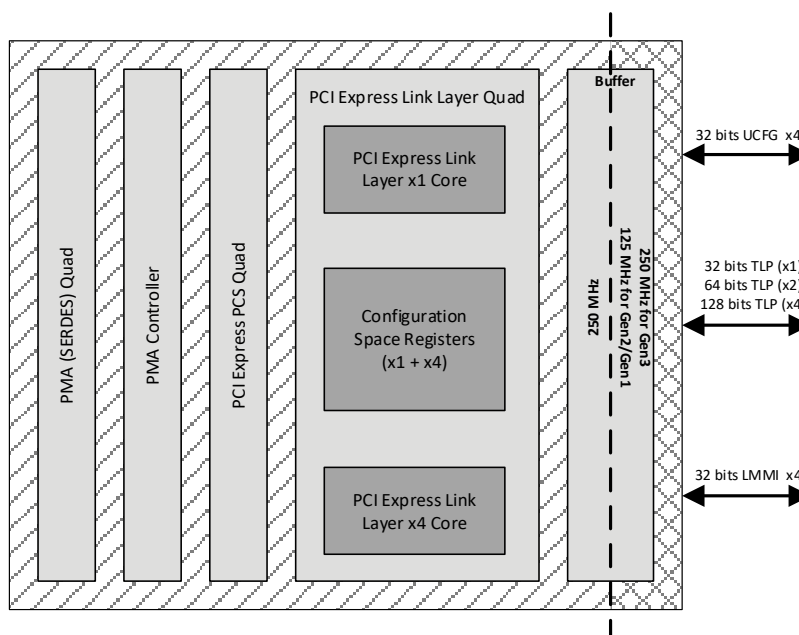 PMA (SERDES) Quad
PMA Controller
PCI Express PCS Quad
PCI Express Link Layer Quad
PCI Express Link
Layer x1 Core
Configuration
Space Registers
(x1 + x4)
PCI Express Link
Layer x4 Core
Buffer
250 MHz
250 MHz for Gen3
125 MHz for Gen2/Gen1
32 bits UCFG x4
32 bits TLP (x1)
64 bits TLP (x2)
128 bits TLP (x4
32 bits LMMI x4